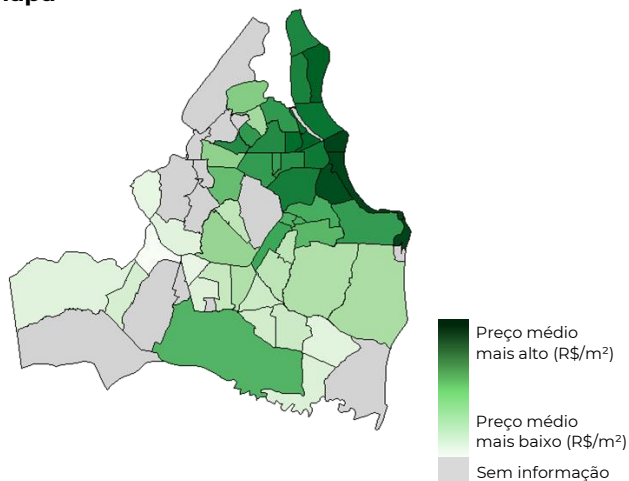 Preço médio
mais alto (R$/m²)
Preço médio
mais baixo (R$/m²)
Sem informação